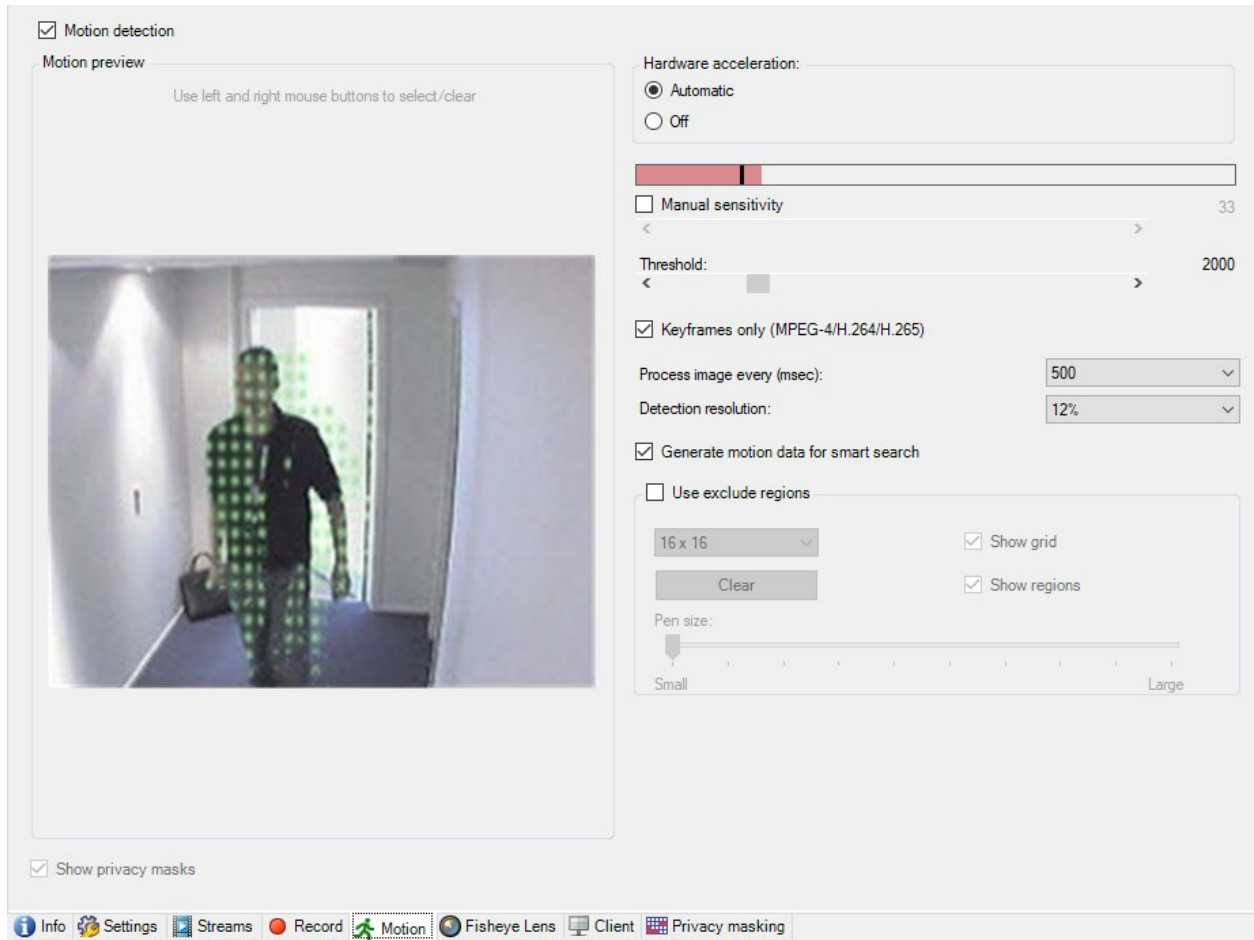 Motion detection
Motion preview
Use left and right mouse buttons to select/clear
Hardware acceleration:
Automatic
Off
Manual sensitivity 33
Threshold: 2000
Keyframes only (MPEG-4/H.264/H.265)
Process image every (msec): 500
Detection resolution: 12%
Generate motion data for smart search
Use exclude regions
16 x 16 Show grid
Clear Show regions
Pen size:
Small Large
Show privacy masks
Info Settings Streams Record Motion Fisheye Lens Client Privacy masking